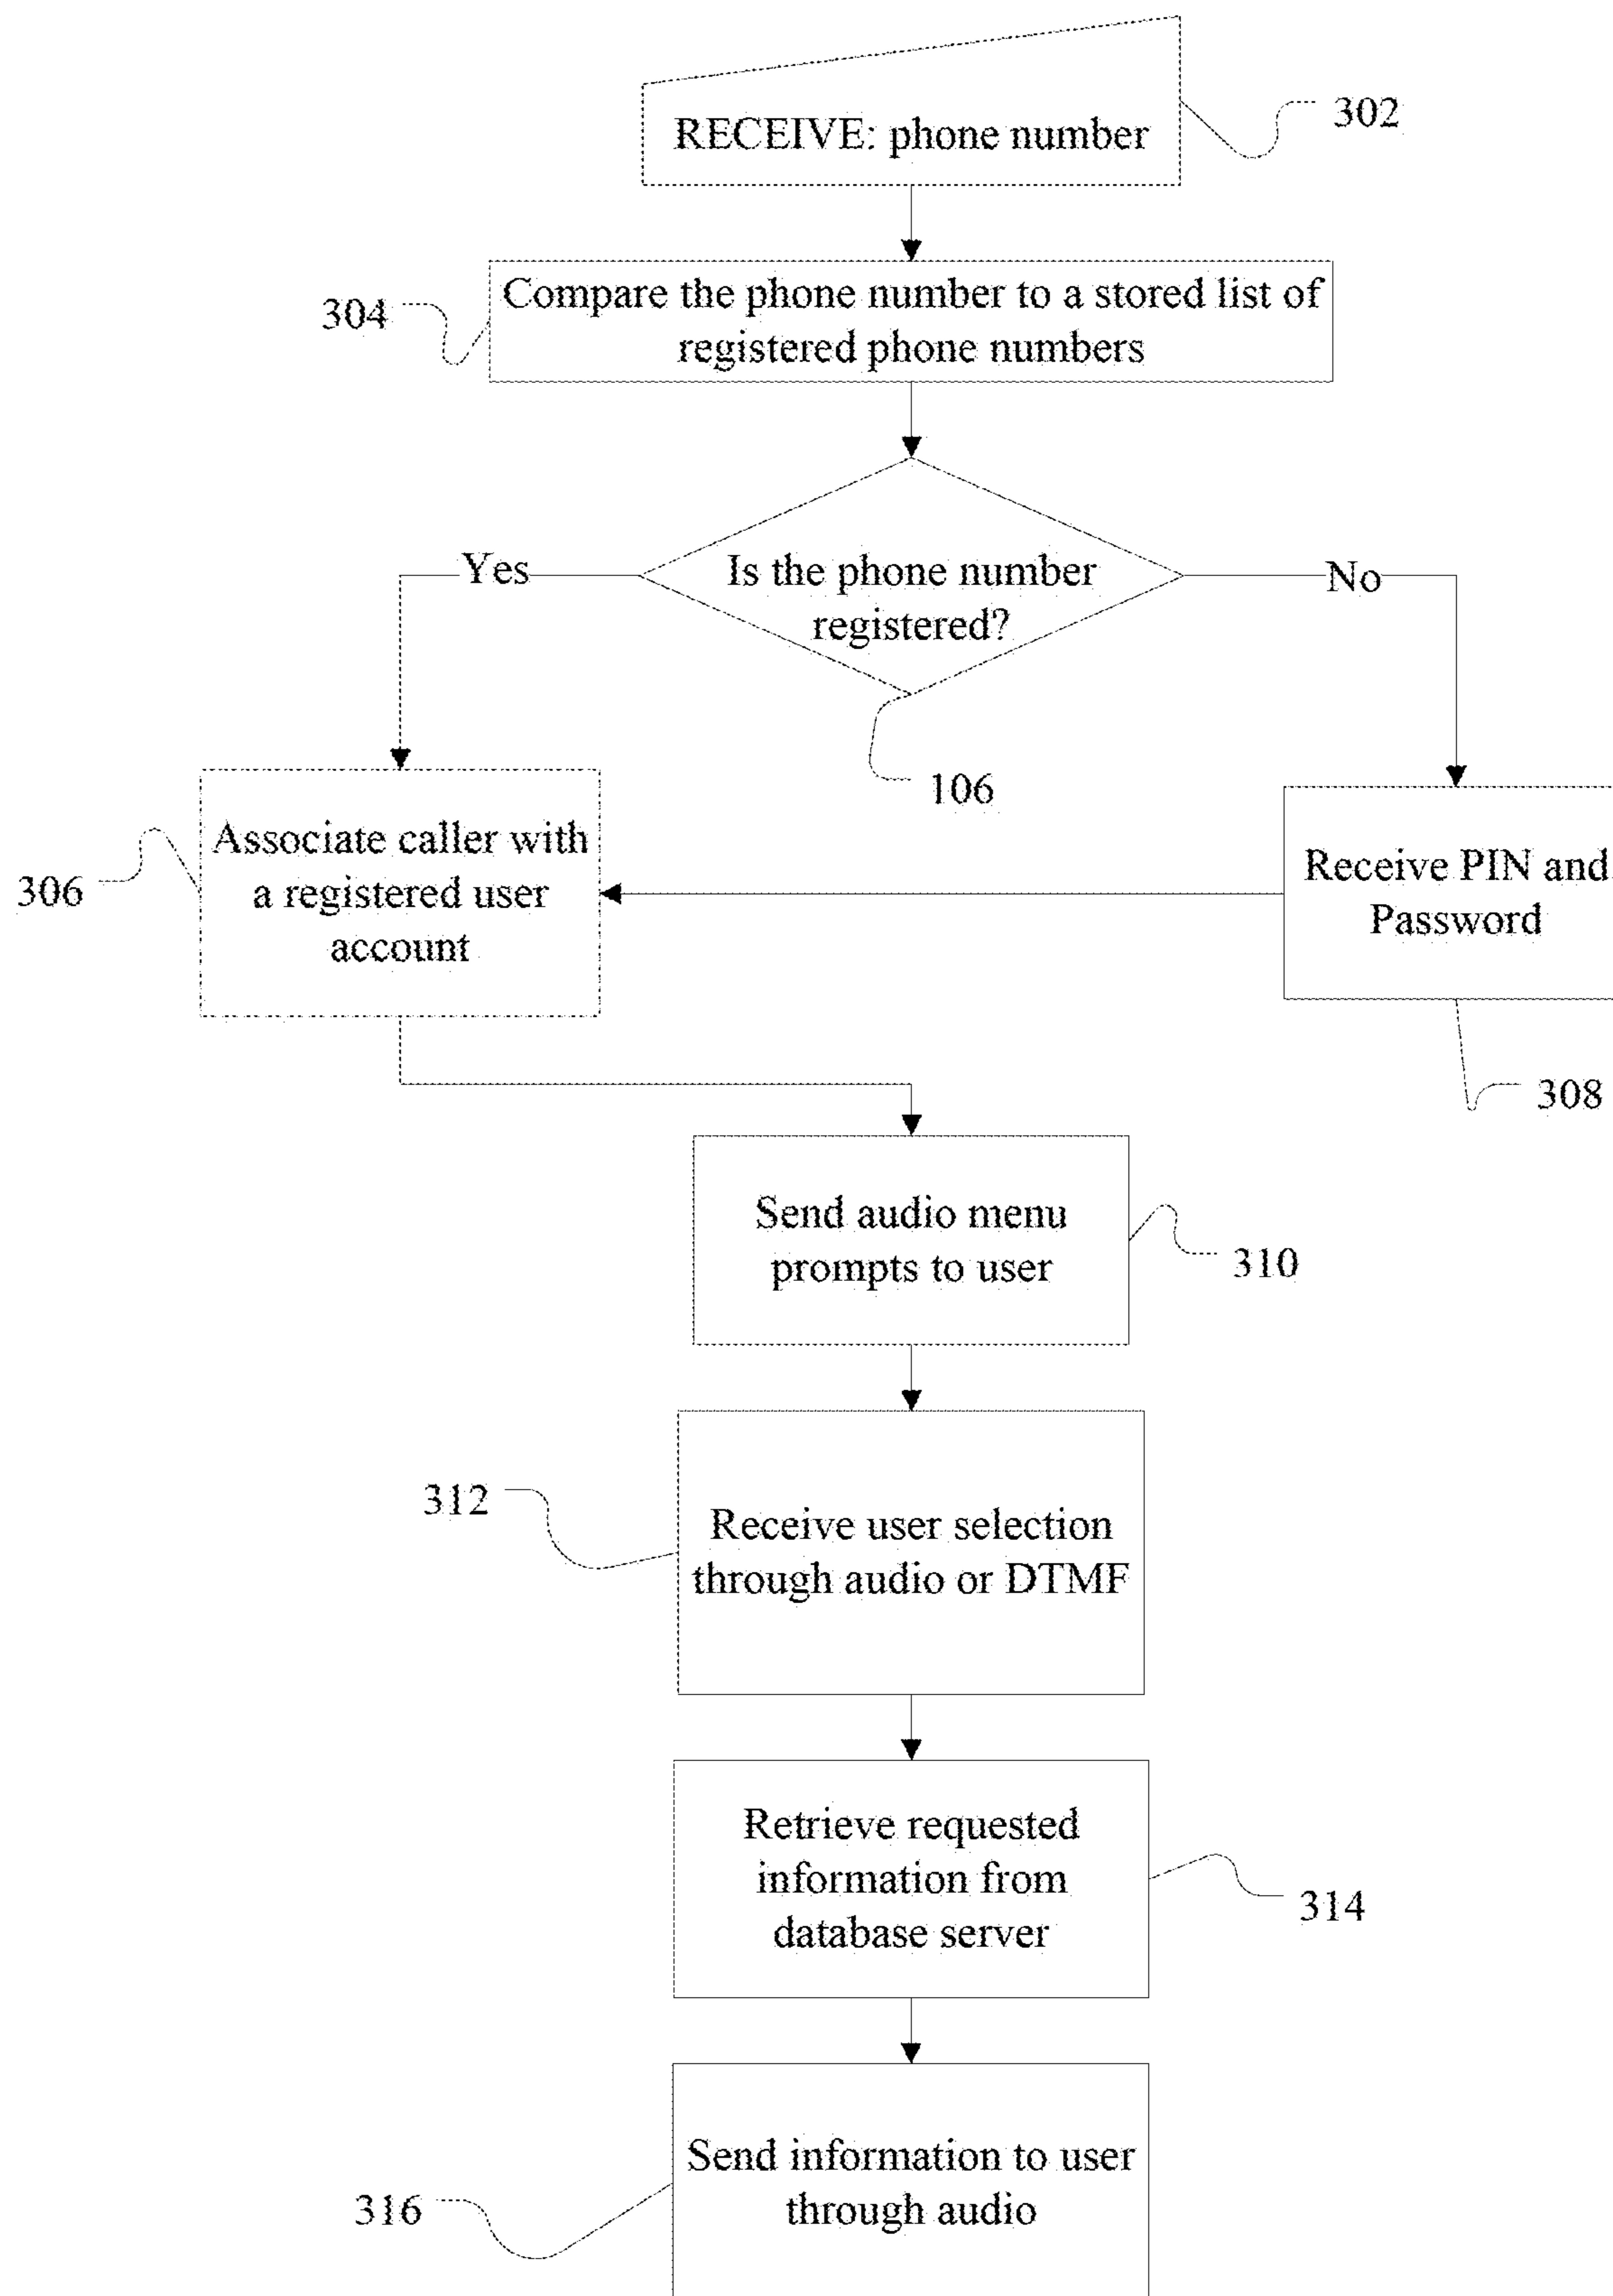 RECEIVE: phone number
302
Compare the phone number to a stored list of
registered phone numbers
304
Yes
Is the phone number
registered?
No
106
Associate caller with
a registered user
account
306
Receive PIN and
Password
308
Send audio menu
prompts to user
310
312
Receive user selection
through audio or DTMF
Retrieve requested
information from
database server
314
Send information to user
through audio
316